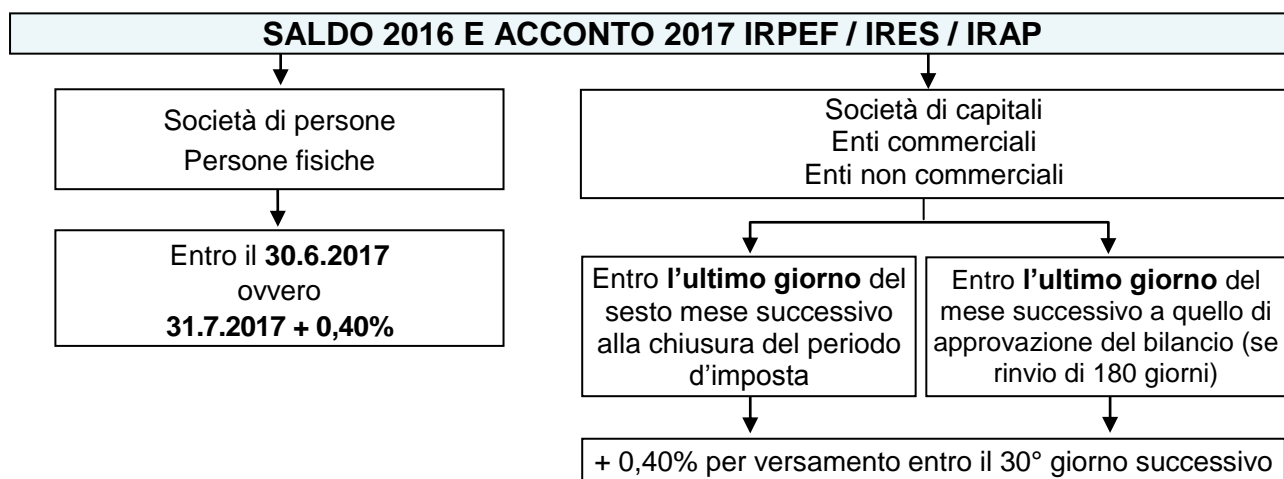 SALDO 2016 E ACCONTO 2017 IRPEF / IRES / IRAP
Società di persone
Persone fisiche
Entro il 30.6.2017
ovvero
31.7.2017 + 0,40%
Società di capitali
Enti commerciali
Enti non commerciali
Entro l'ultimo giorno del
sesto mese successivo
alla chiusura del periodo
d'imposta
Entro l'ultimo giorno del
mese successivo a quello di
approvazione del bilancio (se
rinvio di 180 giorni)
+ 0,40% per versamento entro il 30° giorno successivo